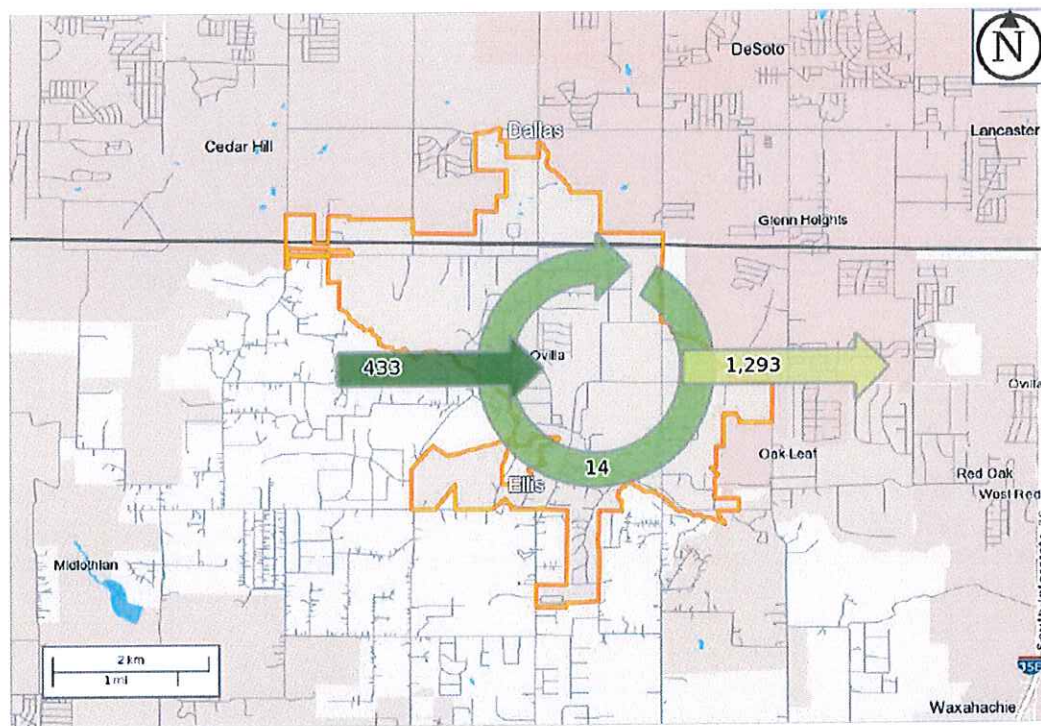 DeSoto
N
Dallas
Lancaster
Cedar Hill
Glenn Heights
Ovilla
433
1,293
Ovilla
14
Oak Leaf
Ellis
Red Oak
West Red
Midlothian
2 km
1 mi
35E
Waxahachie